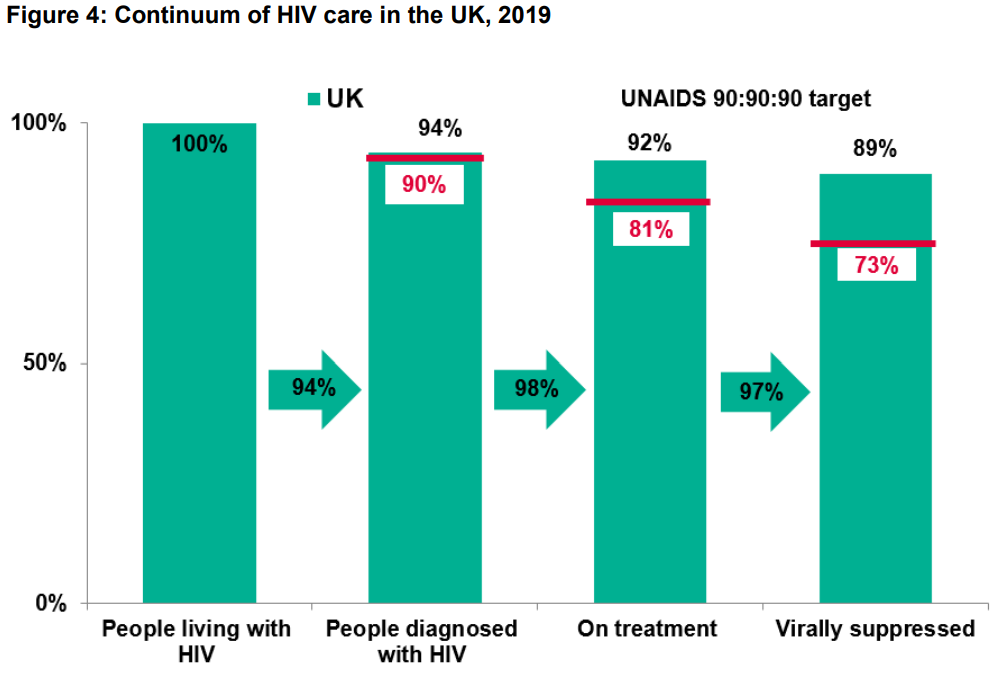 Figure 4: Continuum of HIV care in the UK, 2019
UK
UNAIDS 90:90:90 target
100%
50%
0%
100%
94%
90%
92%
81%
89%
73%
94%
98%
97%
People living with
HIV
People diagnosed
with HIV
On treatment
Virally suppressed